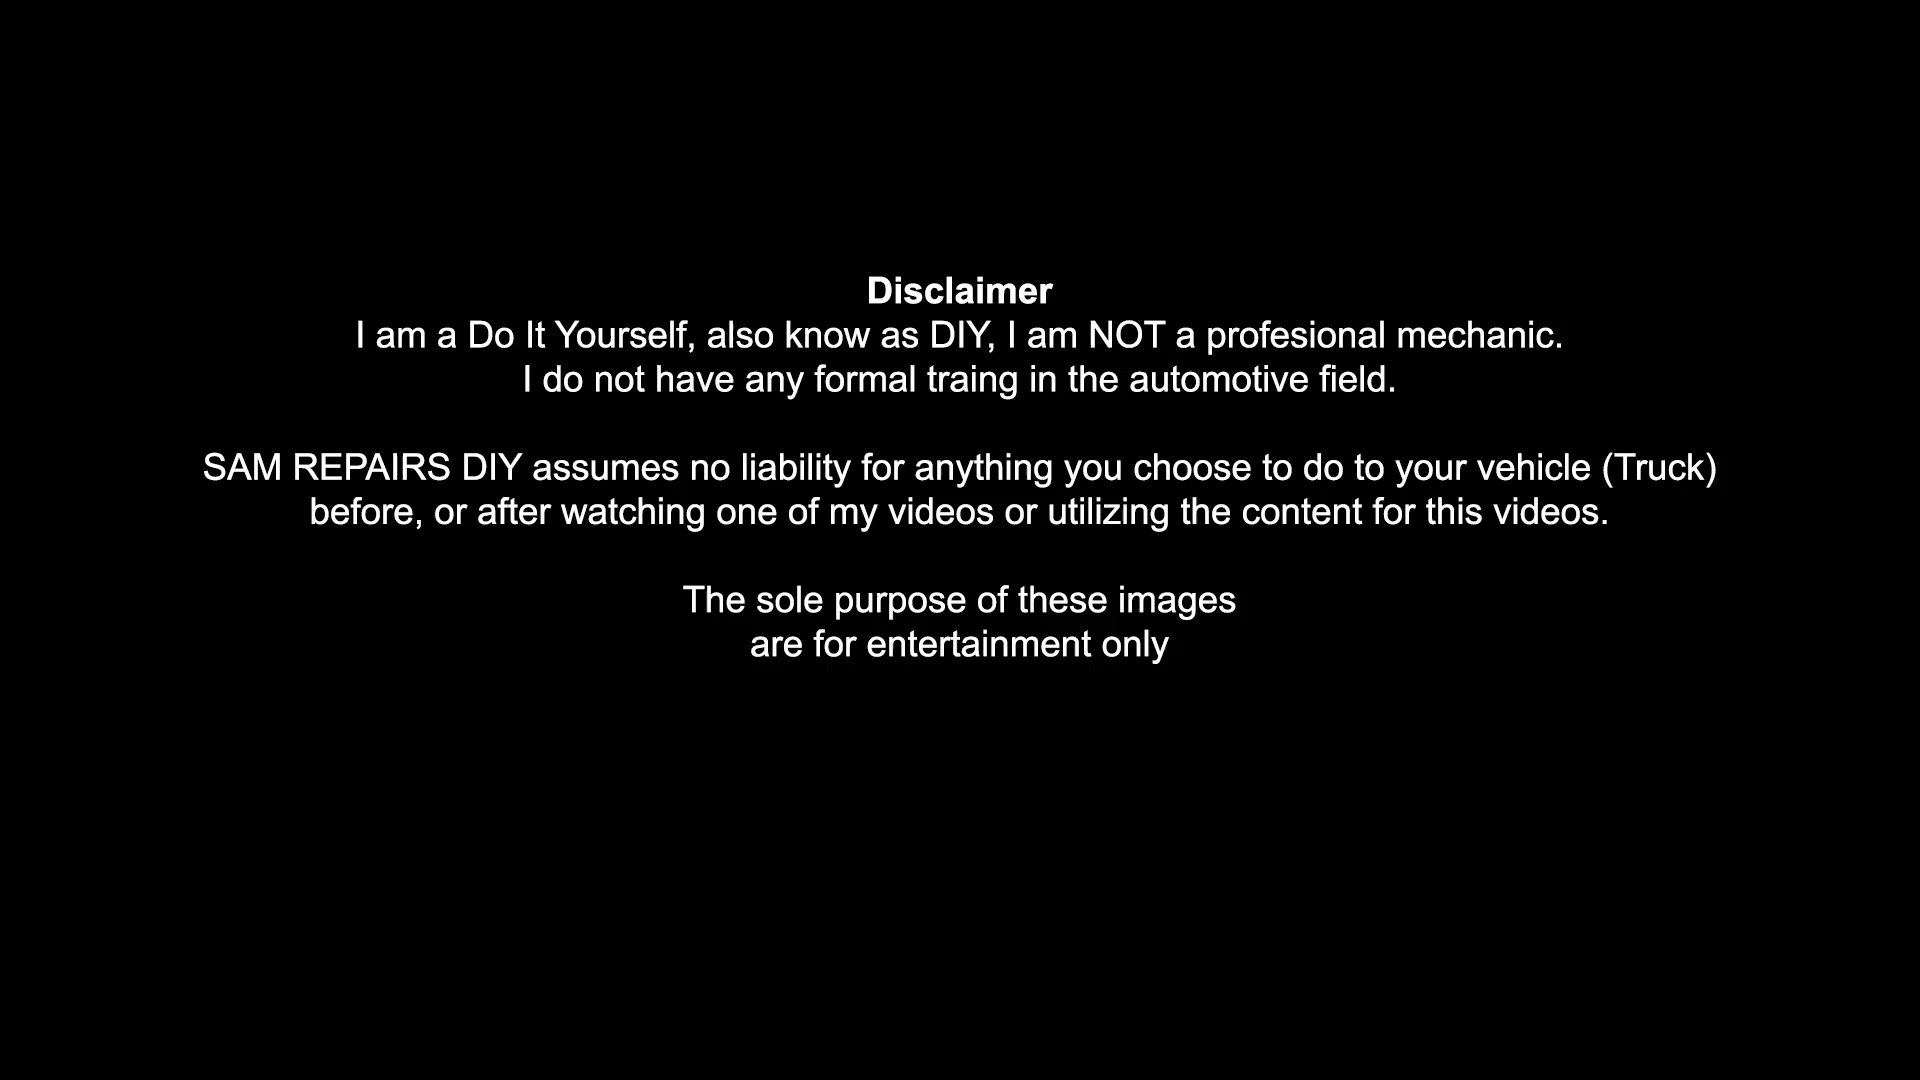 Disclaimer
I am a Do It Yourself, also know as DIY, I am NOT a profesional mechanic.
I do not have any formal traing in the automotive field.
SAM REPAIRS DIY assumes no liability for anything you choose to do to your vehicle (Truck)
before, or after watching one of my videos or utilizing the content for this videos.
The sole purpose of these images
are for entertainment only